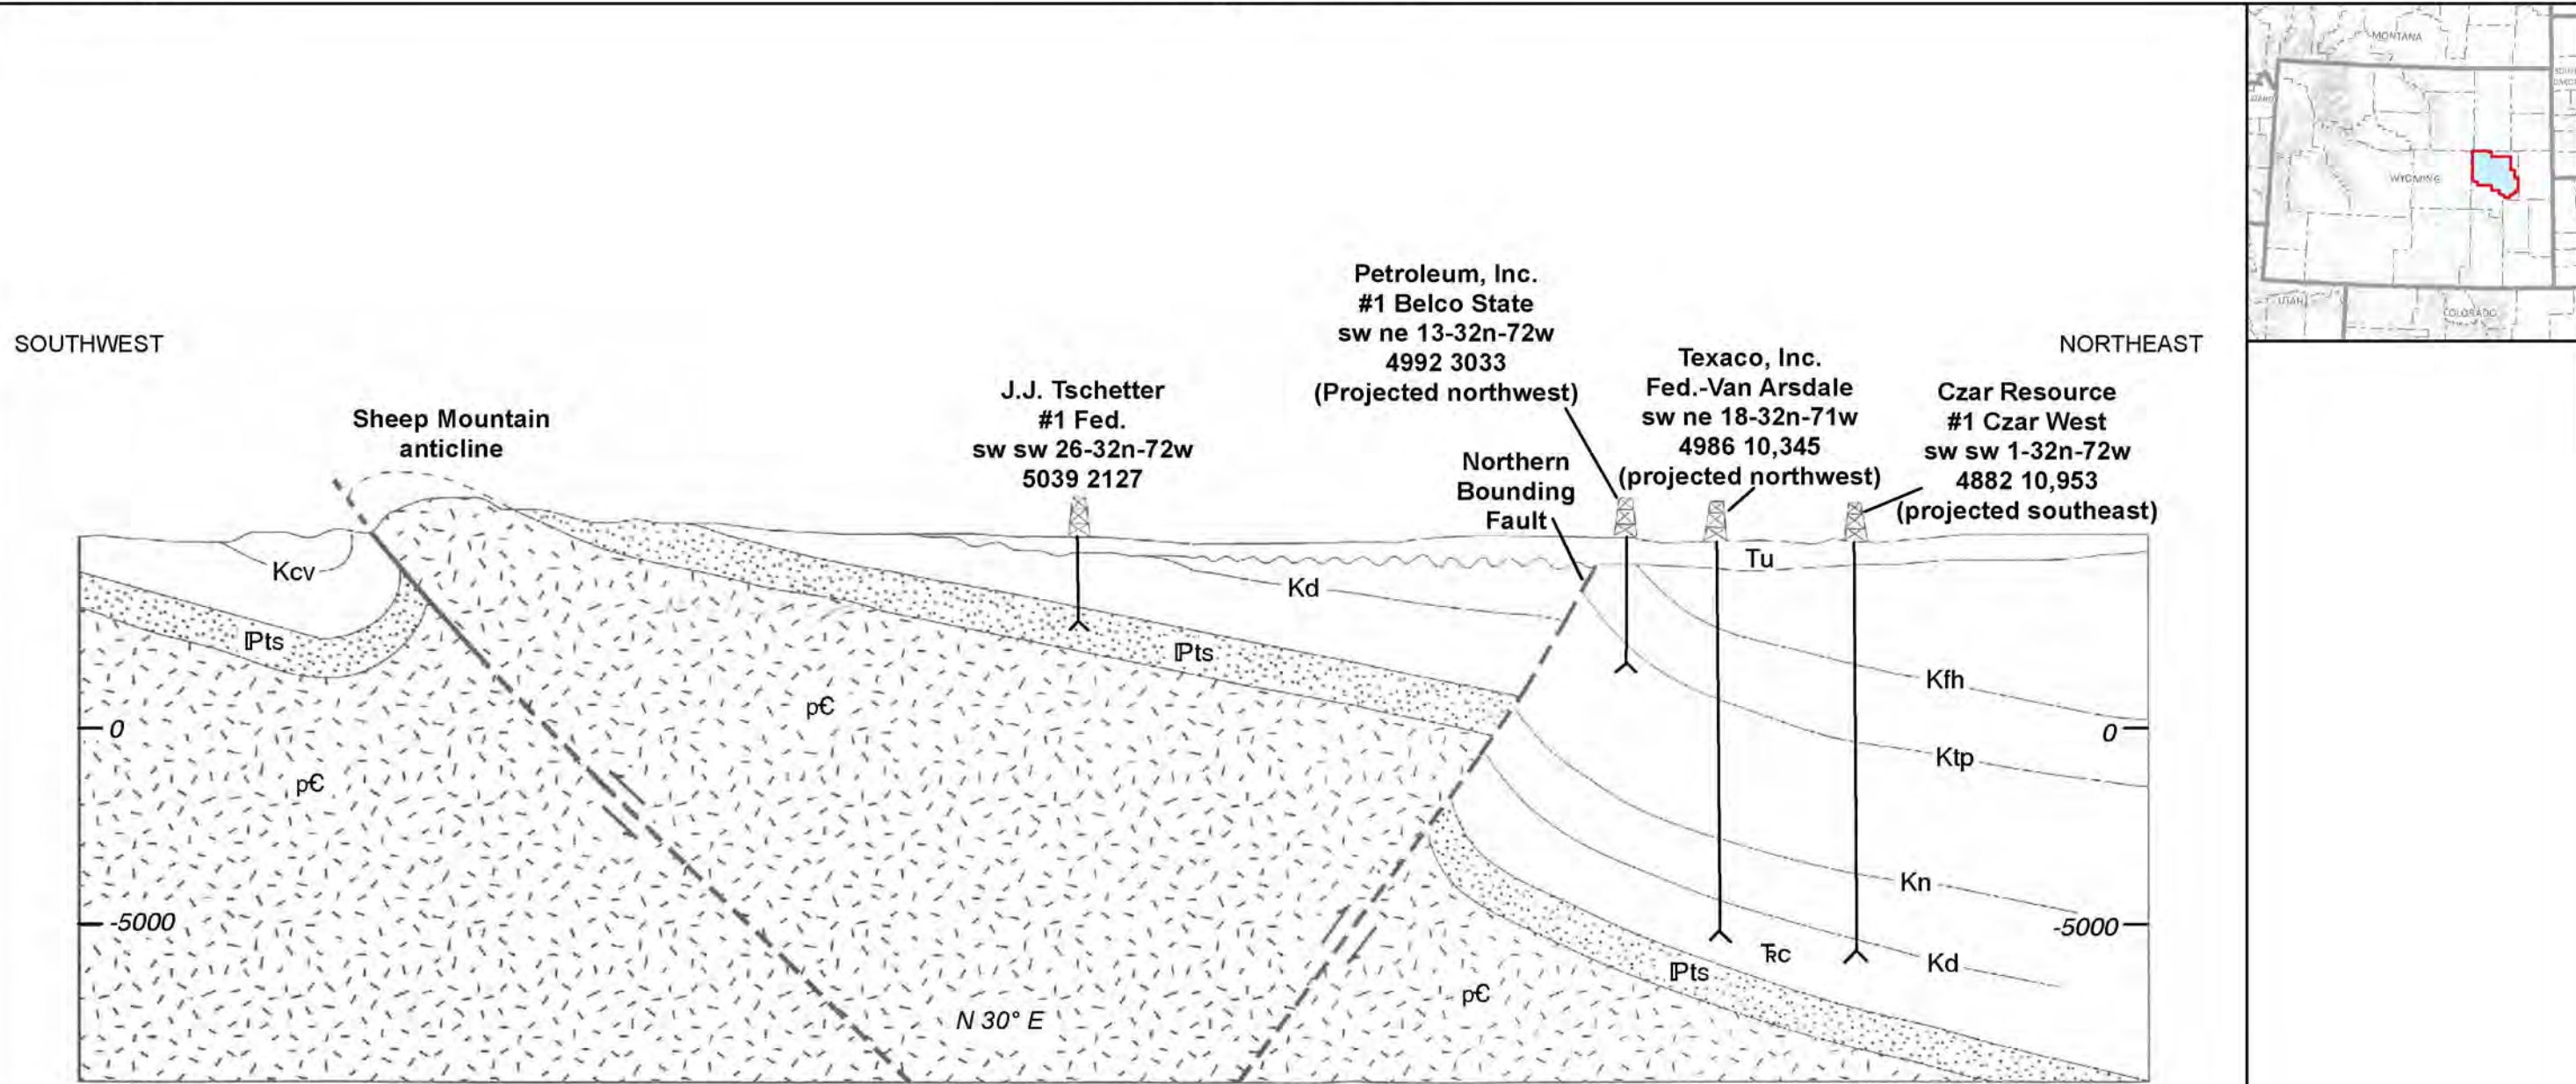 SOUTHWEST
NORTHEAST
Sheep Mountain
anticline
J.J. Tschetter
#1 Fed.
sw sw 26-32n-72w
5039 2127
Petroleum, Inc.
#1 Belco State
sw ne 13-32n-72w
4992 3033
(Projected northwest)
Northern
Bounding
Fault
Texaco, Inc.
Fed.-Van Arsdale
sw ne 18-32n-71w
4986 10,345
(projected northwest)
Czar Resource
#1 Czar West
sw sw 1-32n-72w
4882 10,953
(projected southeast)
Kcv
Kd
Tu
ℙts
ℙts
Kfh
p-Є
0
0
Ktp
p-Є
Kn
-5000
-5000
Kd
ƮRc
ℙts
p-Є
N 30° E
MONTANA
WYOMING
UTAH
COLORADO